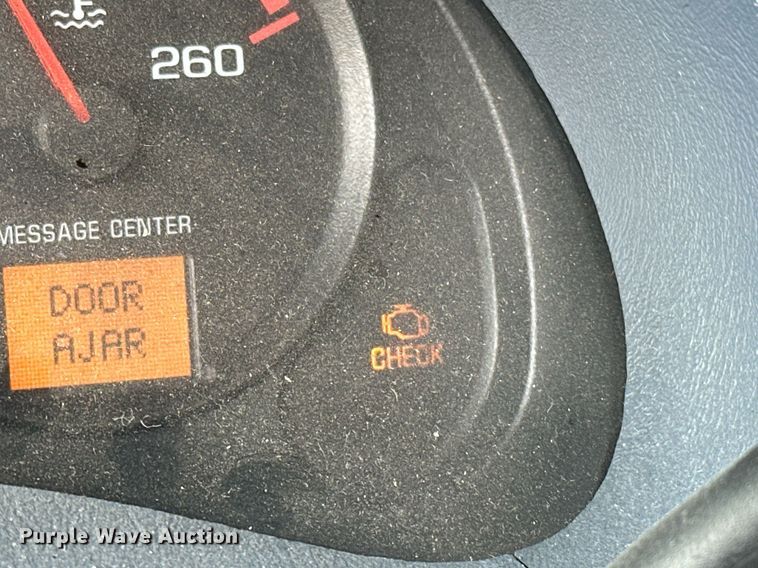 F
260
MESSAGE CENTER
DOOR
AJAR
CHECK
Purple Wave Auction